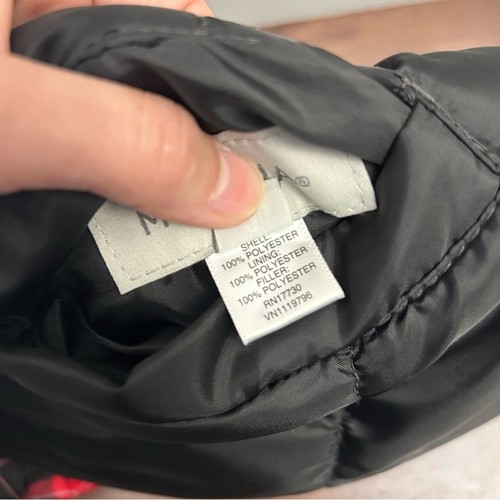 SHELL:
100% POLYESTER
LINING:
100% POLYESTER
FILLER:
100% POLYESTER
RN17730
VN1119796